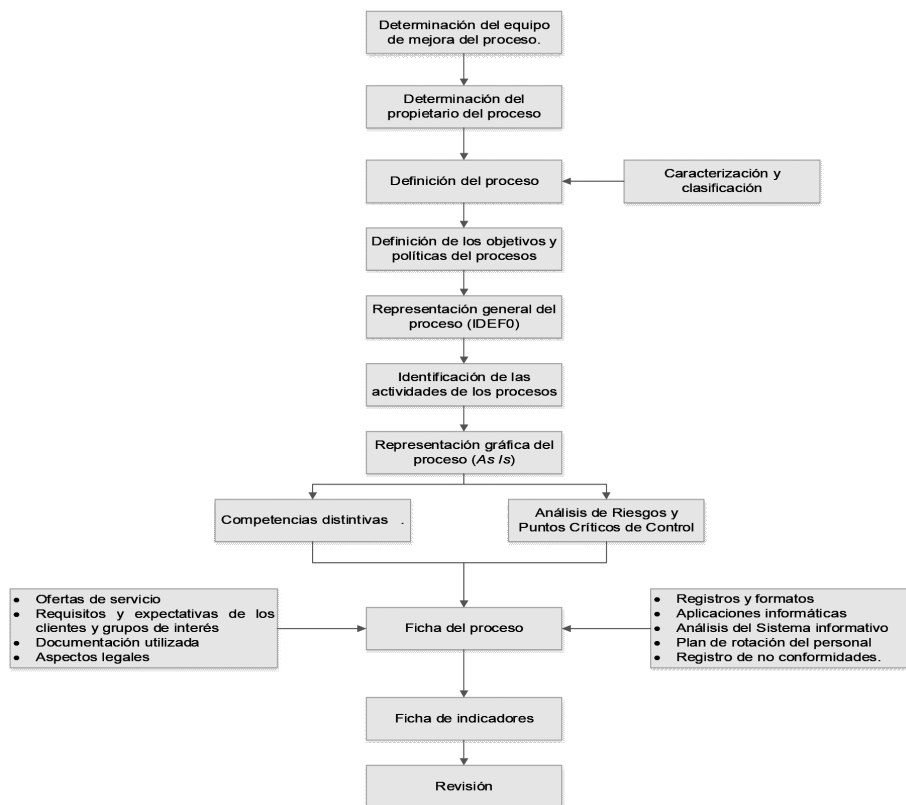 Determinación del equipo
de mejora del proceso.
Determinación del
propietario del proceso
Definición del proceso
Caracterización y
clasificación
Definición de los objetivos y
políticas del procesos
Representación general del
proceso (IDEF0)
Identificación de las
actividades de los procesos
Representación gráfica del
proceso (As Is)
Competencias distintivas .
Análisis de Riesgos y
Puntos Críticos de Control
• Ofertas de servicio
• Requisitos y expectativas de los
clientes y grupos de interés
• Documentación utilizada
• Aspectos legales
Ficha del proceso
• Registros y formatos
• Aplicaciones informáticas
• Análisis del Sistema informativo
• Plan de rotación del personal
• Registro de no conformidades.
Ficha de indicadores
Revisión